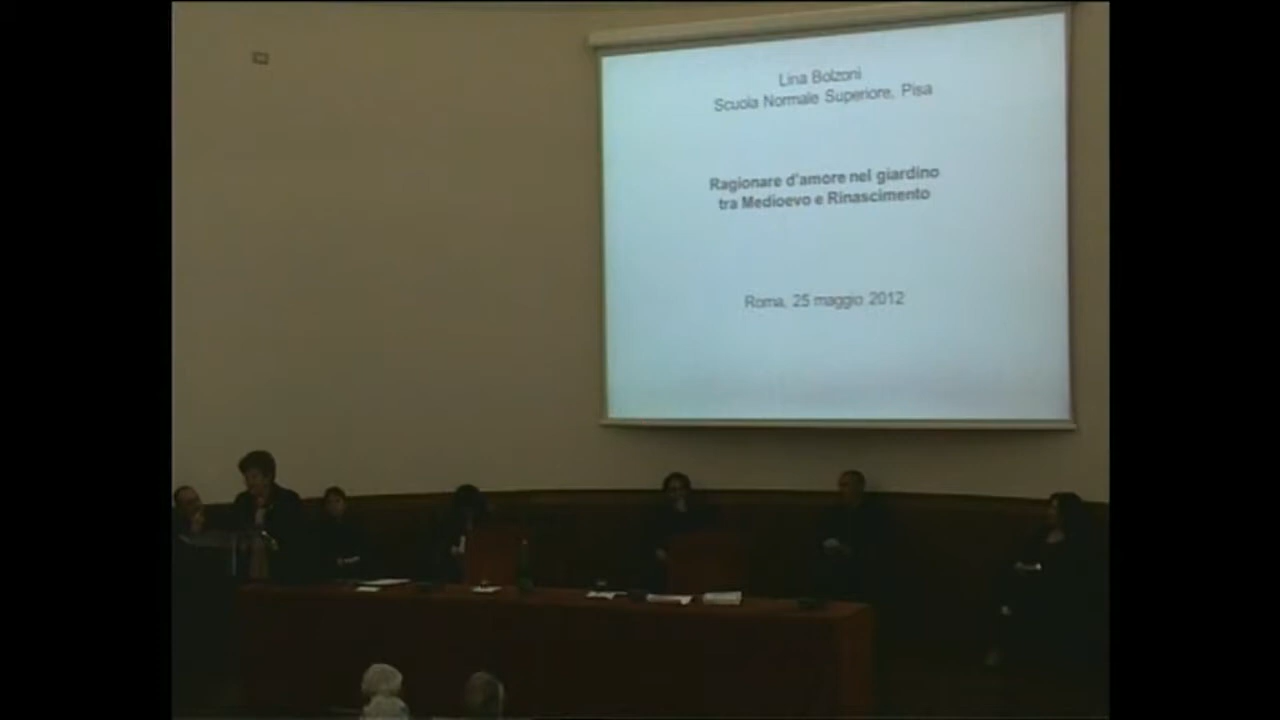 Lina Bolzoni
Scuola Normale Superiore, Pisa
Ragionare d'amore nel giardino
tra Medioevo e Rinascimento
Roma, 25 maggio 2012